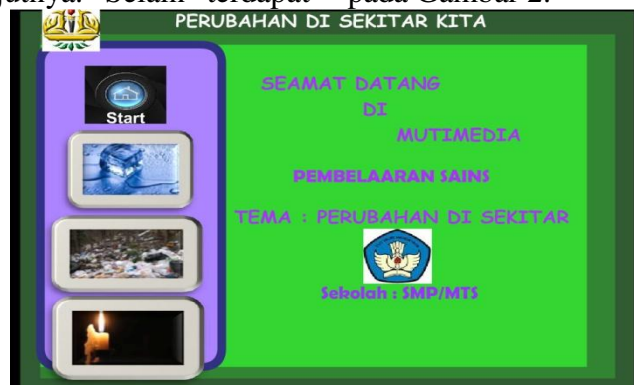 jutnya. Selain terdapat pada Gambar 2.
PERUBAHAN DI SEKITAR KITA
Start
SEAMAT DATANG
DI
MUTIMEDIA
PEMBELAARAN SAINS
TEMA : PERUBAHAN DI SEKITAR
Sekolah : SMP/MTS